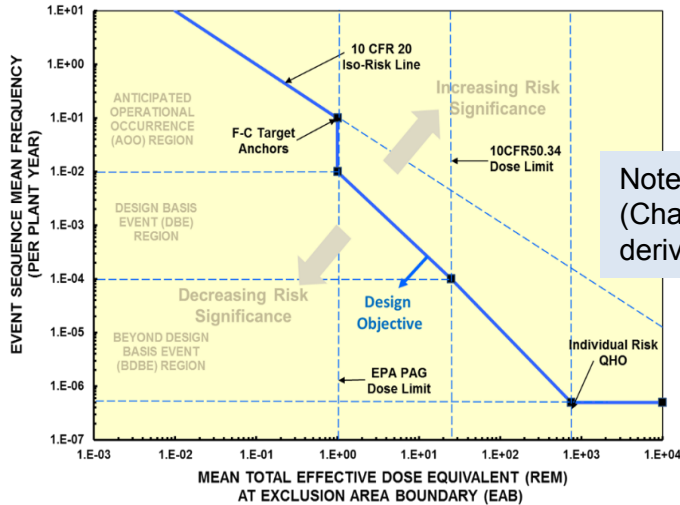 1.E+01
1.E+00
1.E-01
1.E-02
1.E-03
1.E-04
1.E-05
1.E-06
1.E-07
EVENT SEQUENCE MEAN FREQUENCY
(PER PLANT YEAR)
10 CFR 20
Iso-Risk Line
Increasing Risk
Significance
ANTICIPATED
OPERATIONAL
OCCURRENCE
(AOO) REGION
F-C Target
Anchors
10CFR50.34
Dose Limit
Note
(Cha
deriv
DESIGN BASIS
EVENT (DBE)
REGION
Decreasing Risk
Significance
Design
Objective
BEYOND DESIGN
BASIS EVENT
(BDBE) REGION
EPA PAG
Dose Limit
Individual Risk
QHO
1.E-03
1.E-02
1.E-01
1.E+00
1.E+01
1.E+02
1.E+03
1.E+04
MEAN TOTAL EFFECTIVE DOSE EQUIVALENT (REM)
AT EXCLUSION AREA BOUNDARY (EAB)